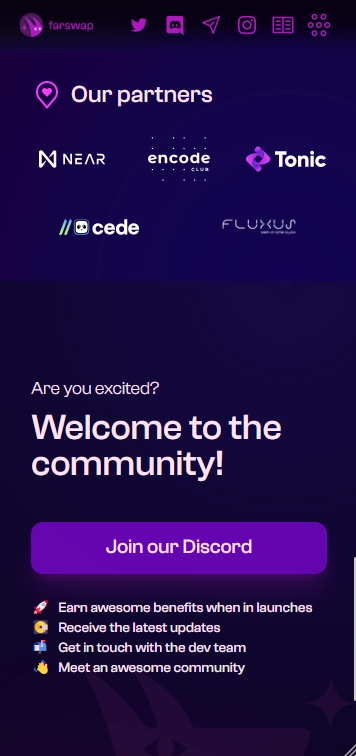 farswap
Our partners
NEAR
encode
CLUB
Tonic
cede
FLUXUS
Welcome to the
community!
Are you excited?
Join our Discord
Earn awesome benefits when in launches
Receive the latest updates
Get in touch with the dev team
Meet an awesome community